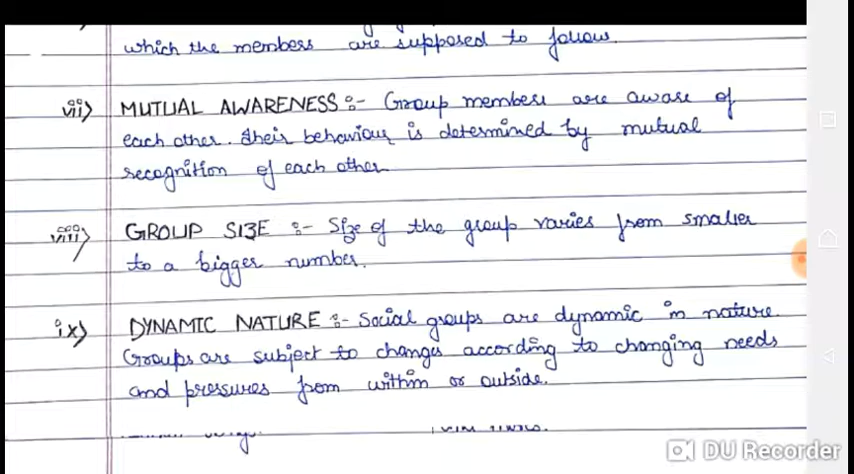 which the members are supposed to follow.
vii) MUTUAL AWARENESS :- Group members are aware of
each other. Their behaviour is determined by mutual
recognition of each other
viii) GROUP SIZE :- Size of the group varies from smaller
to a bigger number.
ix) DYNAMIC NATURE :- Social groups are dynamic in nature.
Groups are subject to changes according to changing needs
and pressures from within or outside.
DU Recorder